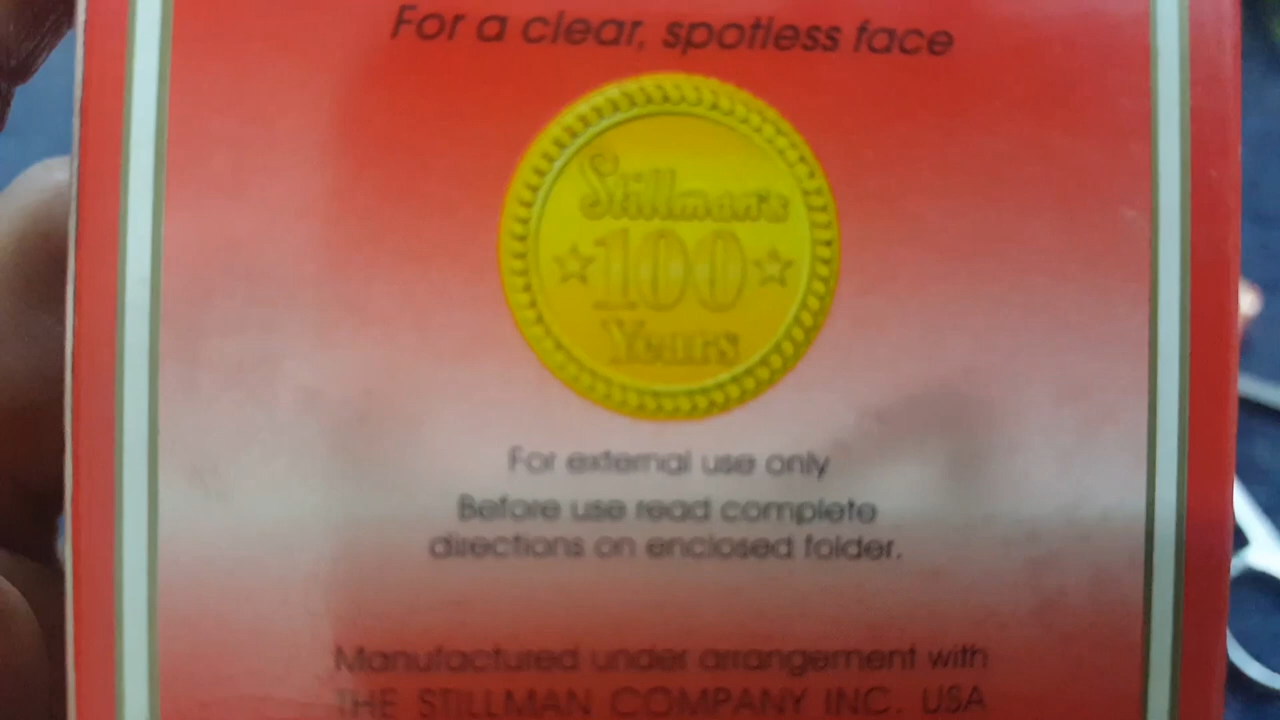 For a clear, spotless face
Stillman's
100
Years
For external use only
Before use read complete
directions on enclosed folder.
Manufactured under arrangement with
THE STILLMAN COMPANY INC. USA